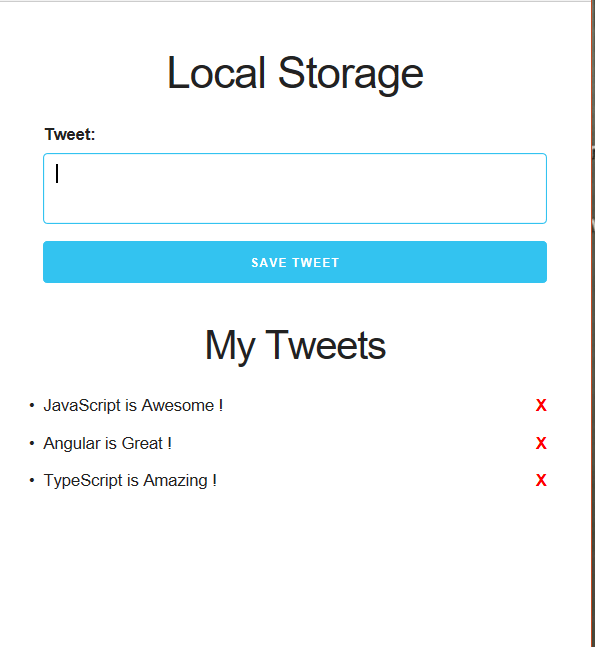 Local Storage
Tweet:
SAVE TWEET
My Tweets
• JavaScript is Awesome ! X
• Angular is Great ! X
• TypeScript is Amazing ! X